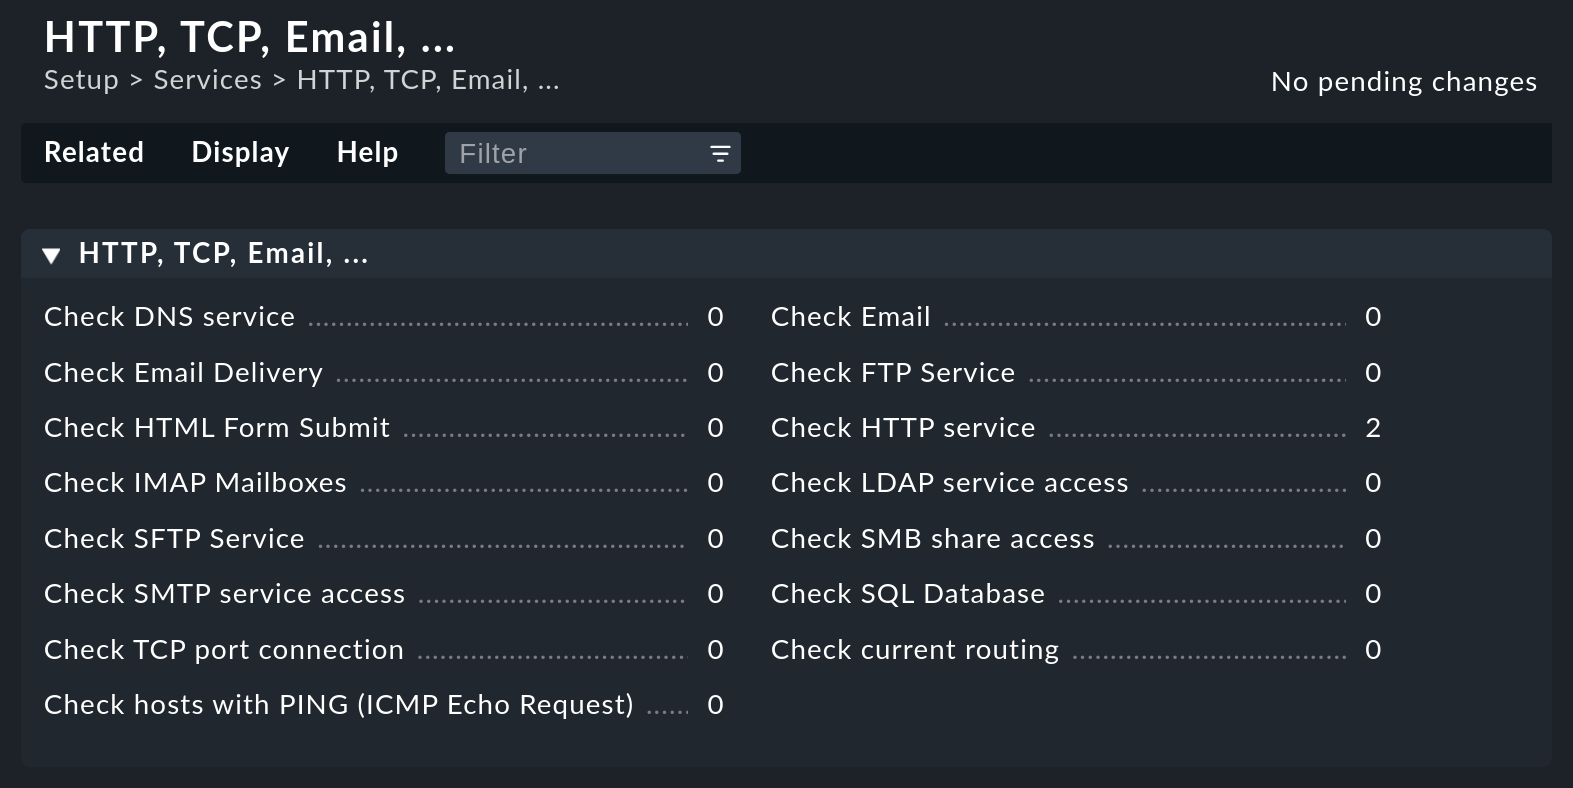 HTTP, TCP, Email, ...
Setup > Services > HTTP, TCP, Email, ...
No pending changes
Related Display Help Filter
HTTP, TCP, Email, ...
Check DNS service 0 Check Email 0
Check Email Delivery 0 Check FTP Service 0
Check HTML Form Submit 0 Check HTTP service 2
Check IMAP Mailboxes 0 Check LDAP service access 0
Check SFTP Service 0 Check SMB share access 0
Check SMTP service access 0 Check SQL Database 0
Check TCP port connection 0 Check current routing 0
Check hosts with PING (ICMP Echo Request) 0